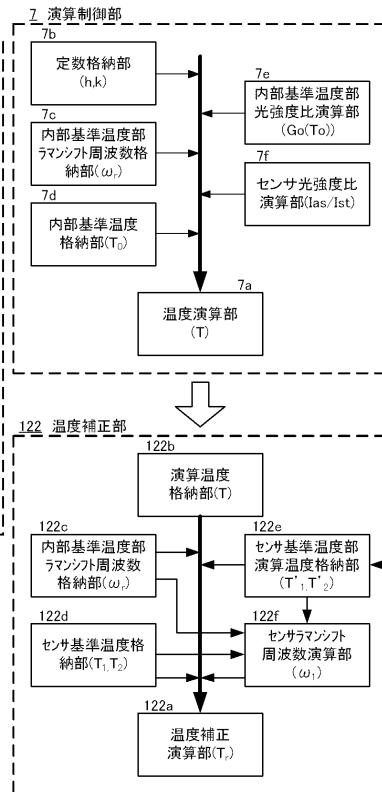 7 演算制御部
7b
定数格納部
(h,k)
7c
内部基準温度部
ラマンシフト周波数格
納部(ωr)
7d
内部基準温度
格納部(T0)
7e
内部基準温度部
光強度比演算部
(Go(To))
7f
センサ光強度比
演算部(Ias/Ist)
7a
温度演算部
(T)
122 温度補正部
122b
演算温度
格納部(T)
122c
内部基準温度部
ラマンシフト周波数
格納部(ωr)
122d
センサ基準温度格
納部(T1,T2)
122e
センサ基準温度部
演算温度格納部
(T'1,T'2)
122f
センサラマンシフト
周波数演算部
(ω1)
122a
温度補正
演算部(Tr)